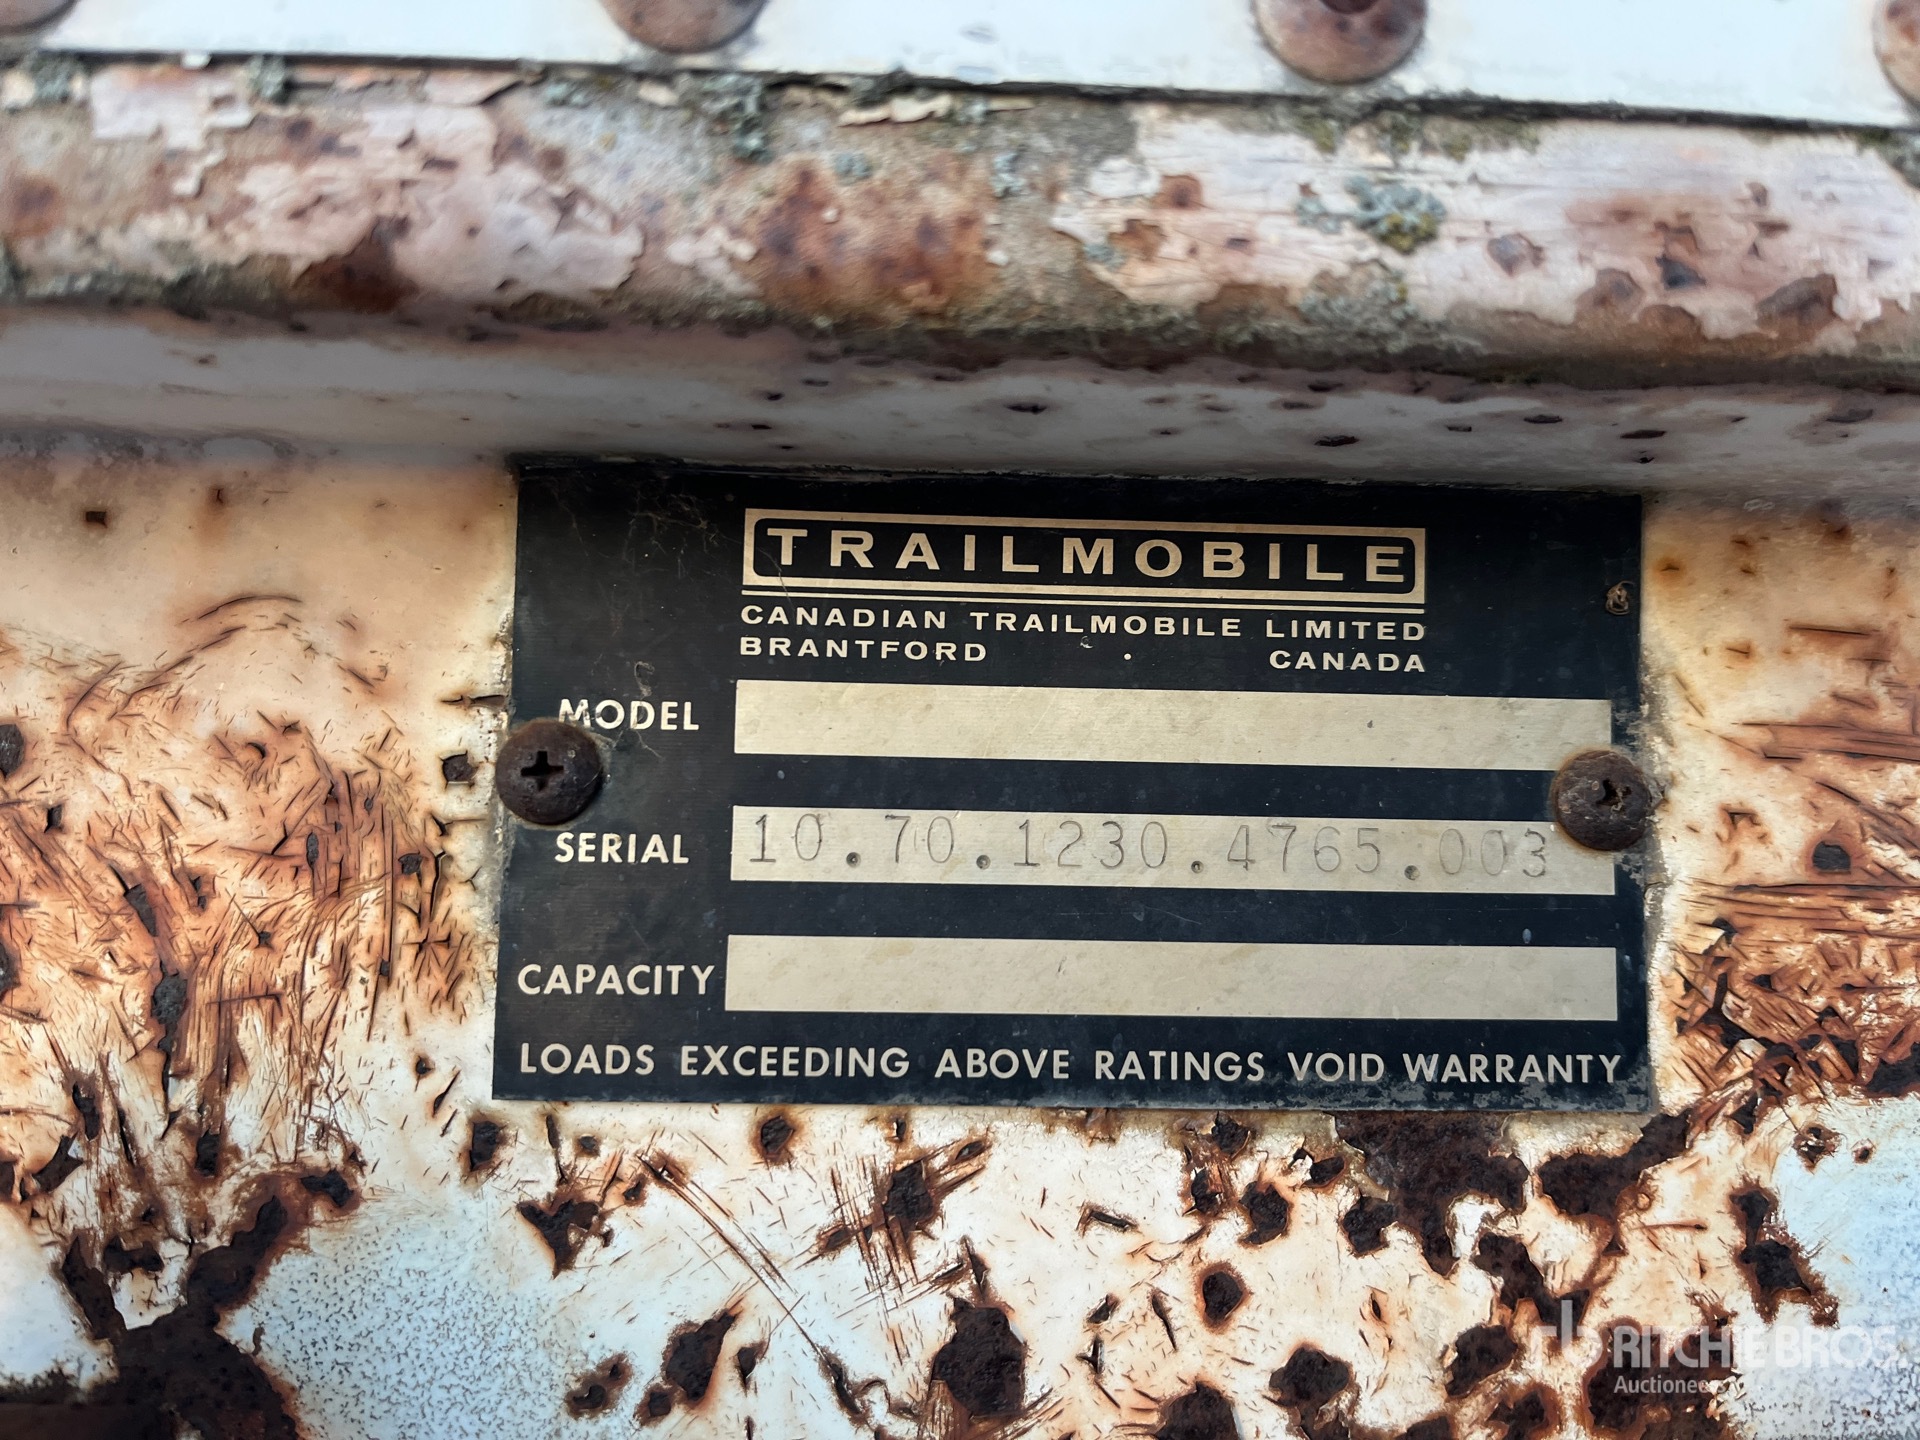 TRAILMOBILE
CANADIAN TRAILMOBILE LIMITED
BRANTFORD CANADA
MODEL
SERIAL 10.70.1230.4765.003
CAPACITY
LOADS EXCEEDING ABOVE RATINGS VOID WARRANTY
rb RITCHIE BROS.
Auctioneers